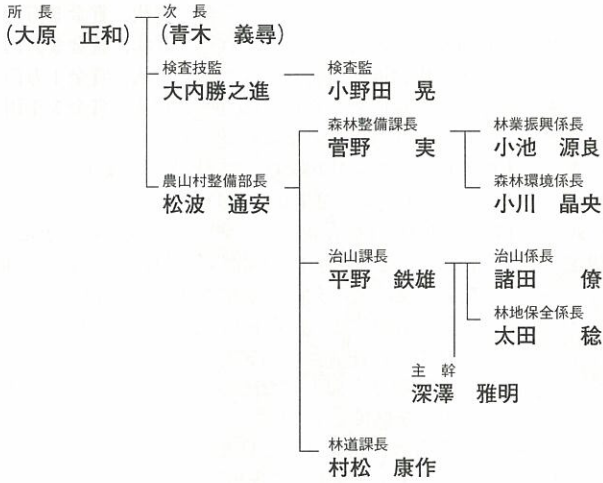 所　長
(大原　正和)
次　長
(青木　義尋)
検査技監
大内勝之進
検査監
小野田　晃
農山村整備部長
松波　通安
森林整備課長
菅野　　実
林業振興係長
小池　源良
森林環境係長
小川　晶央
治山課長
平野　鉄雄
治山係長
諸田　　僚
林地保全係長
太田　　稔
主　幹
深澤　雅明
林道課長
村松　康作